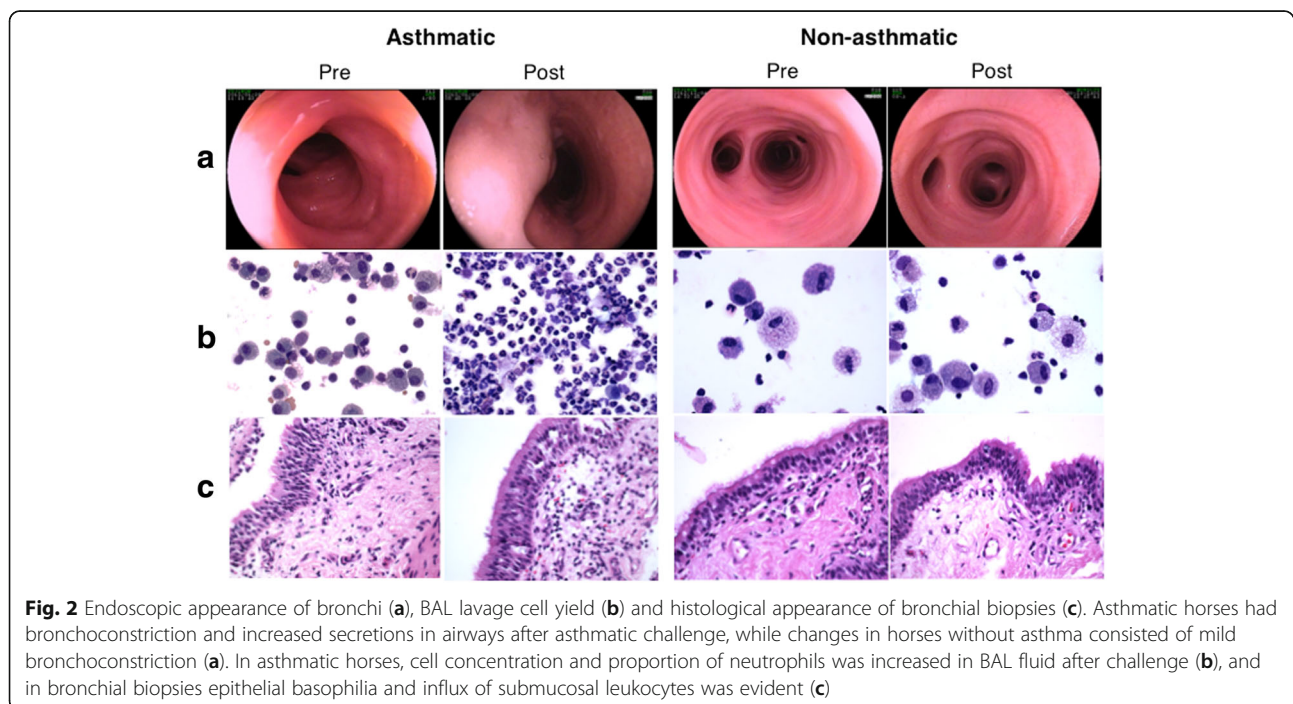 Asthmatic Non-asthmatic
Pre Post Pre Post
a
b
c
Fig. 2 Endoscopic appearance of bronchi (a), BAL lavage cell yield (b) and histological appearance of bronchial biopsies (c). Asthmatic horses had
bronchoconstriction and increased secretions in airways after asthmatic challenge, while changes in horses without asthma consisted of mild
bronchoconstriction (a). In asthmatic horses, cell concentration and proportion of neutrophils was increased in BAL fluid after challenge (b), and
in bronchial biopsies epithelial basophilia and influx of submucosal leukocytes was evident (c)